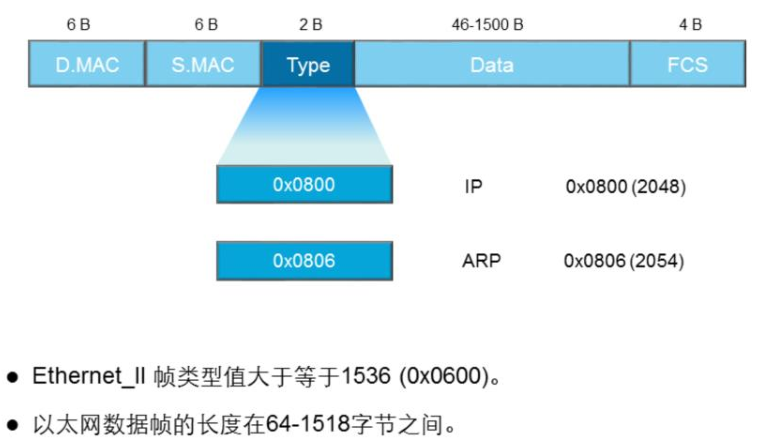 6 B 6 B 2 B 46-1500 B 4 B
D.MAC S.MAC Type Data FCS
0x0800 IP 0x0800 (2048)
0x0806 ARP 0x0806 (2054)
● Ethernet_II 帧类型值大于等于1536 (0x0600)。
● 以太网数据帧的长度在64-1518字节之间。